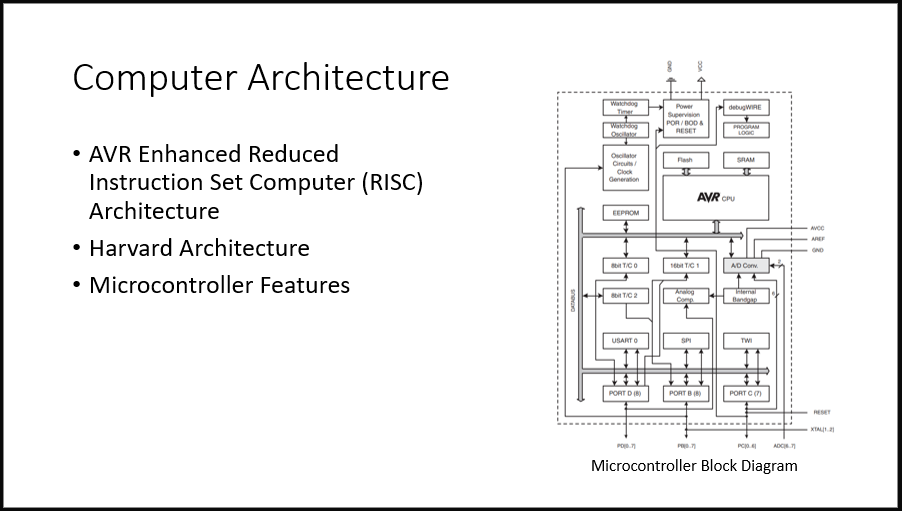 Computer Architecture
• AVR Enhanced Reduced
Instruction Set Computer (RISC)
Architecture
• Harvard Architecture
• Microcontroller Features
GND
VCC
Watchdog
Timer
Power
Supervision
POR / BOD &
RESET
debugWIRE
Watchdog
Oscillator
PROGRAM
LOGIC
Oscillator
Circuits /
Clock
Generation
Flash
SRAM
AVR CPU
EEPROM
AVCC
AREF
GND
8bit T/C 0
16bit T/C 1
A/D Conv.
2
DATABUS
8bit T/C 2
Analog
Comp.
Internal
Bandgap
6
USART 0
SPI
TWI
PORT D (8)
PORT B (8)
PORT C (7)
RESET
XTAL[1..2]
PD[0..7]
PB[0..7]
PC[0..6]
ADC[6..7]
Microcontroller Block Diagram